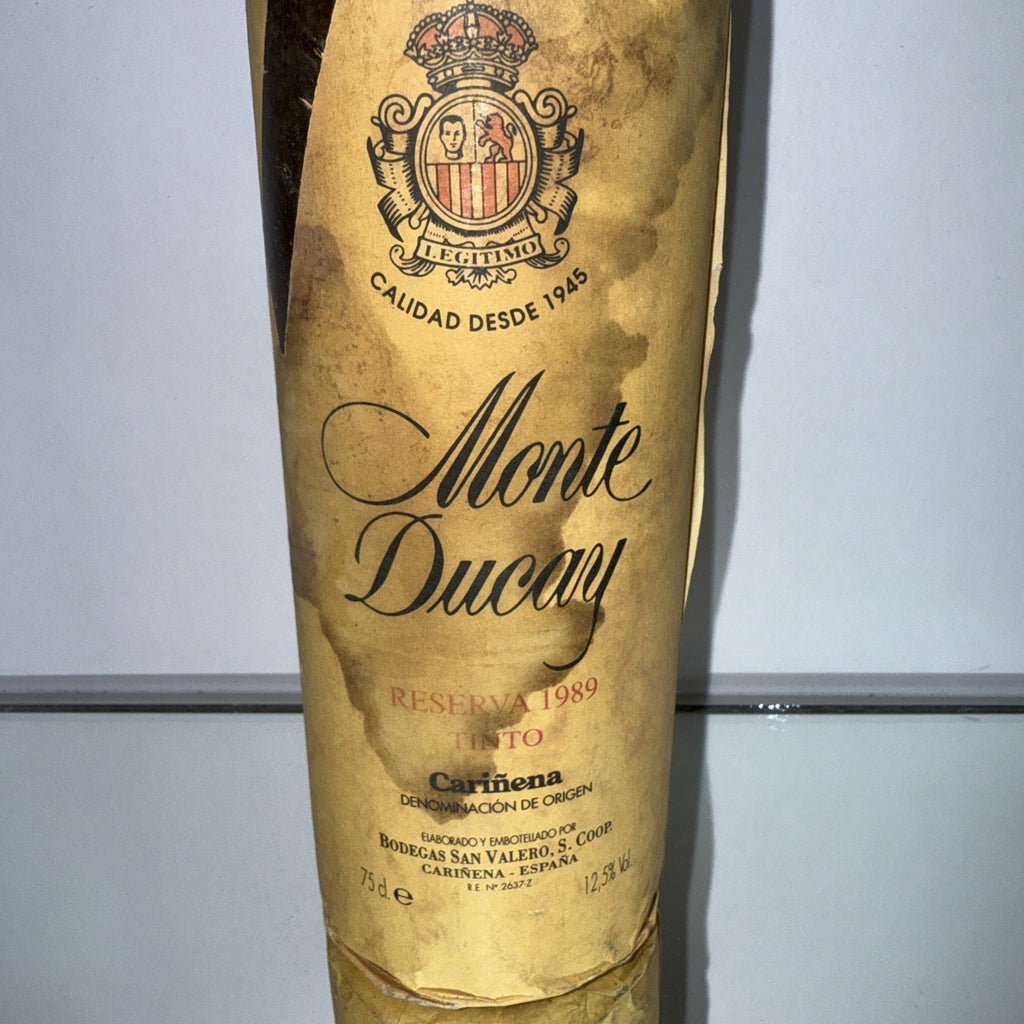 LEGITIMO
CALIDAD DESDE 1945
Monte
Ducay
RESERVA 1989
TINTO
Cariñena
DENOMINACIÓN DE ORIGEN
ELABORADO Y EMBOTELLADO POR
BODEGAS SAN VALERO, S. COOP.
CARIÑENA - ESPAÑA
R.E. Nº 2637-Z
75 cl. e 12,5% Vol.